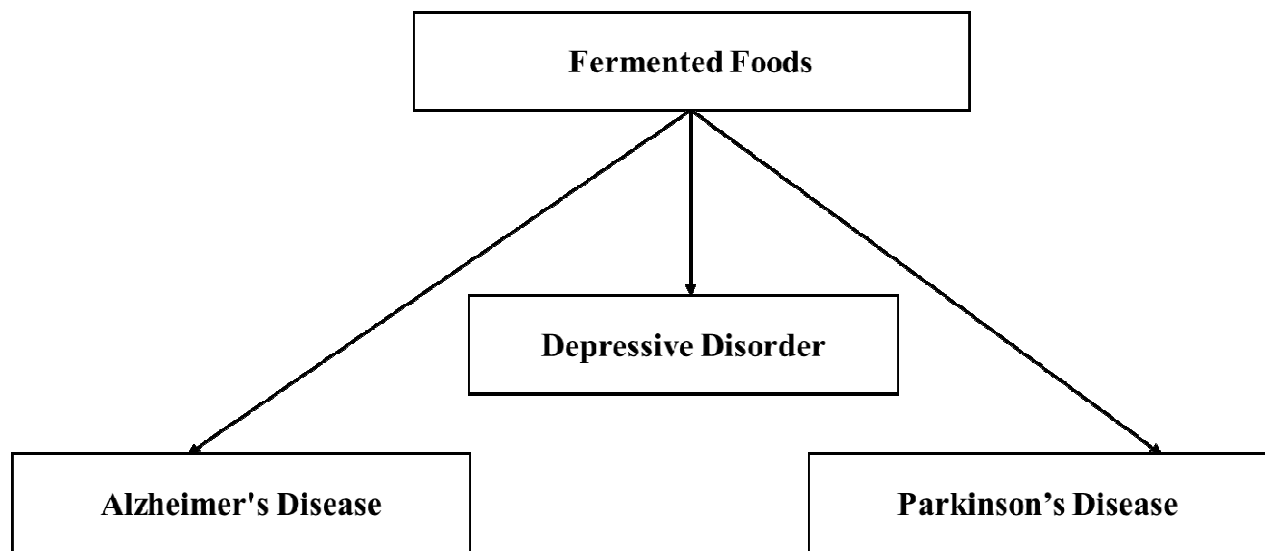 Fermented Foods
Depressive Disorder
Alzheimer's Disease
Parkinson’s Disease